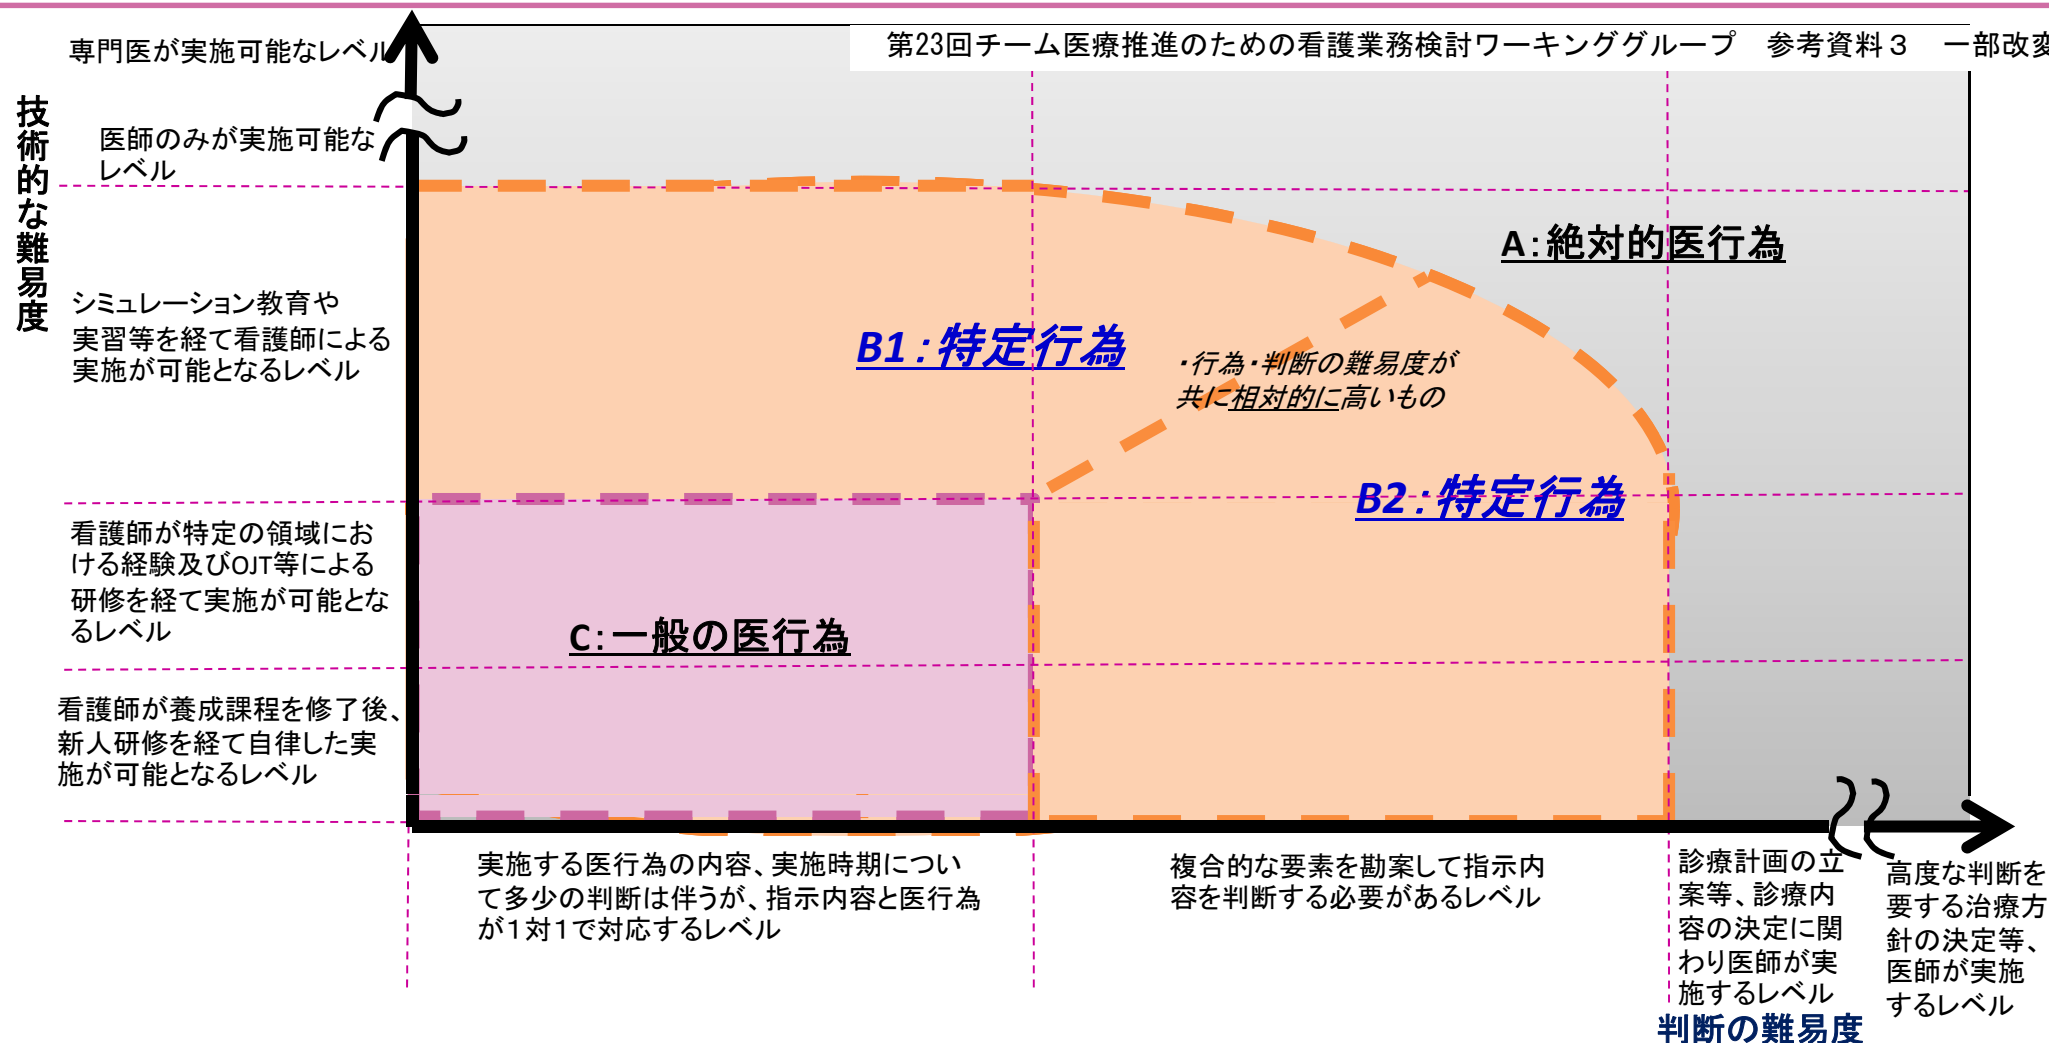 第23回チーム医療推進のための看護業務検討ワーキンググループ　参考資料３　一部改変
技術的な難易度
専門医が実施可能なレベル
医師のみが実施可能な
レベル
シミュレーション教育や
実習等を経て看護師による
実施が可能となるレベル
看護師が特定の領域にお
ける経験及びOJT等による
研修を経て実施が可能とな
るレベル
看護師が養成課程を修了後、
新人研修を経て自律した実
施が可能となるレベル
A：絶対的医行為
B1：特定行為
・行為・判断の難易度が
共に相対的に高いもの
B2：特定行為
C：一般の医行為
実施する医行為の内容、実施時期につい
て多少の判断は伴うが、指示内容と医行為
が１対１で対応するレベル
複合的な要素を勘案して指示内
容を判断する必要があるレベル
診療計画の立
案等、診療内
容の決定に関
わり医師が実
施するレベル
高度な判断を
要する治療方
針の決定等、
医師が実施
するレベル
判断の難易度